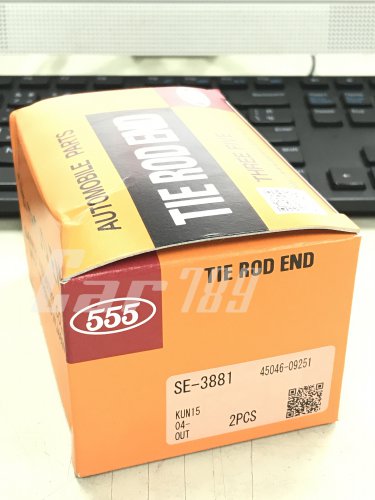 AUTOMOBILE PARTS
TIE ROD END
THREE FIVE
555
TIE ROD END
Car789
SE-3881
45046-09251
KUN15
04-
OUT
2PCS